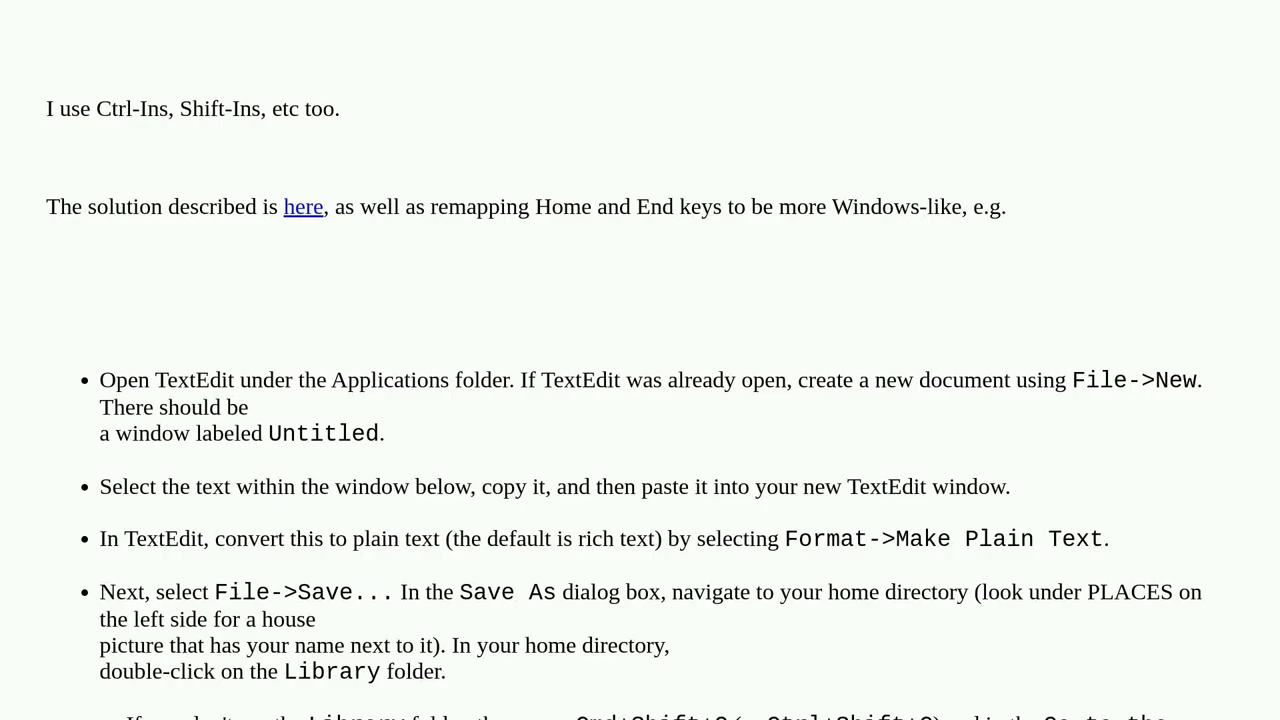 I use Ctrl-Ins, Shift-Ins, etc too.
The solution described is here, as well as remapping Home and End keys to be more Windows-like, e.g.
• Open TextEdit under the Applications folder. If TextEdit was already open, create a new document using File->New.
There should be
a window labeled Untitled.
• Select the text within the window below, copy it, and then paste it into your new TextEdit window.
• In TextEdit, convert this to plain text (the default is rich text) by selecting Format->Make Plain Text.
• Next, select File->Save... In the Save As dialog box, navigate to your home directory (look under PLACES on
the left side for a house
picture that has your name next to it). In your home directory,
double-click on the Library folder.